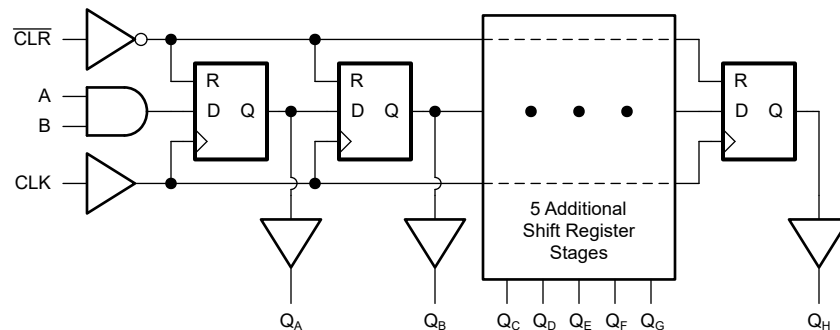 CLR
A
B
CLK
R
D Q
R
D Q
5 Additional
Shift Register
Stages
R
D Q
QA
QB
QC QD QE QF QG
QH